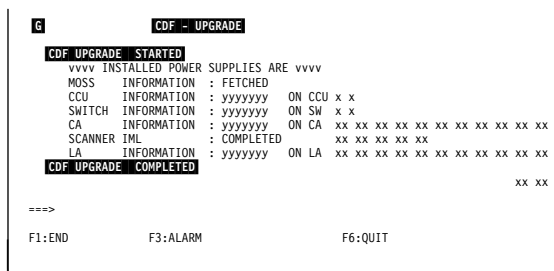 G CDF - UPGRADE
CDF UPGRADE STARTED
vvvv INSTALLED POWER SUPPLIES ARE vvvv
MOSS INFORMATION : FETCHED
CCU INFORMATION : yyyyyyy ON CCU x x
SWITCH INFORMATION : yyyyyyy ON SW x x
CA INFORMATION : yyyyyyy ON CA xx xx xx xx xx xx xx xx xx xx xx
SCANNER IML : COMPLETED xx xx xx xx xx
LA INFORMATION : yyyyyyy ON LA xx xx xx xx xx xx xx xx xx xx xx
CDF UPGRADE COMPLETED
xx xx
===>
F1:END F3:ALARM F6:QUIT